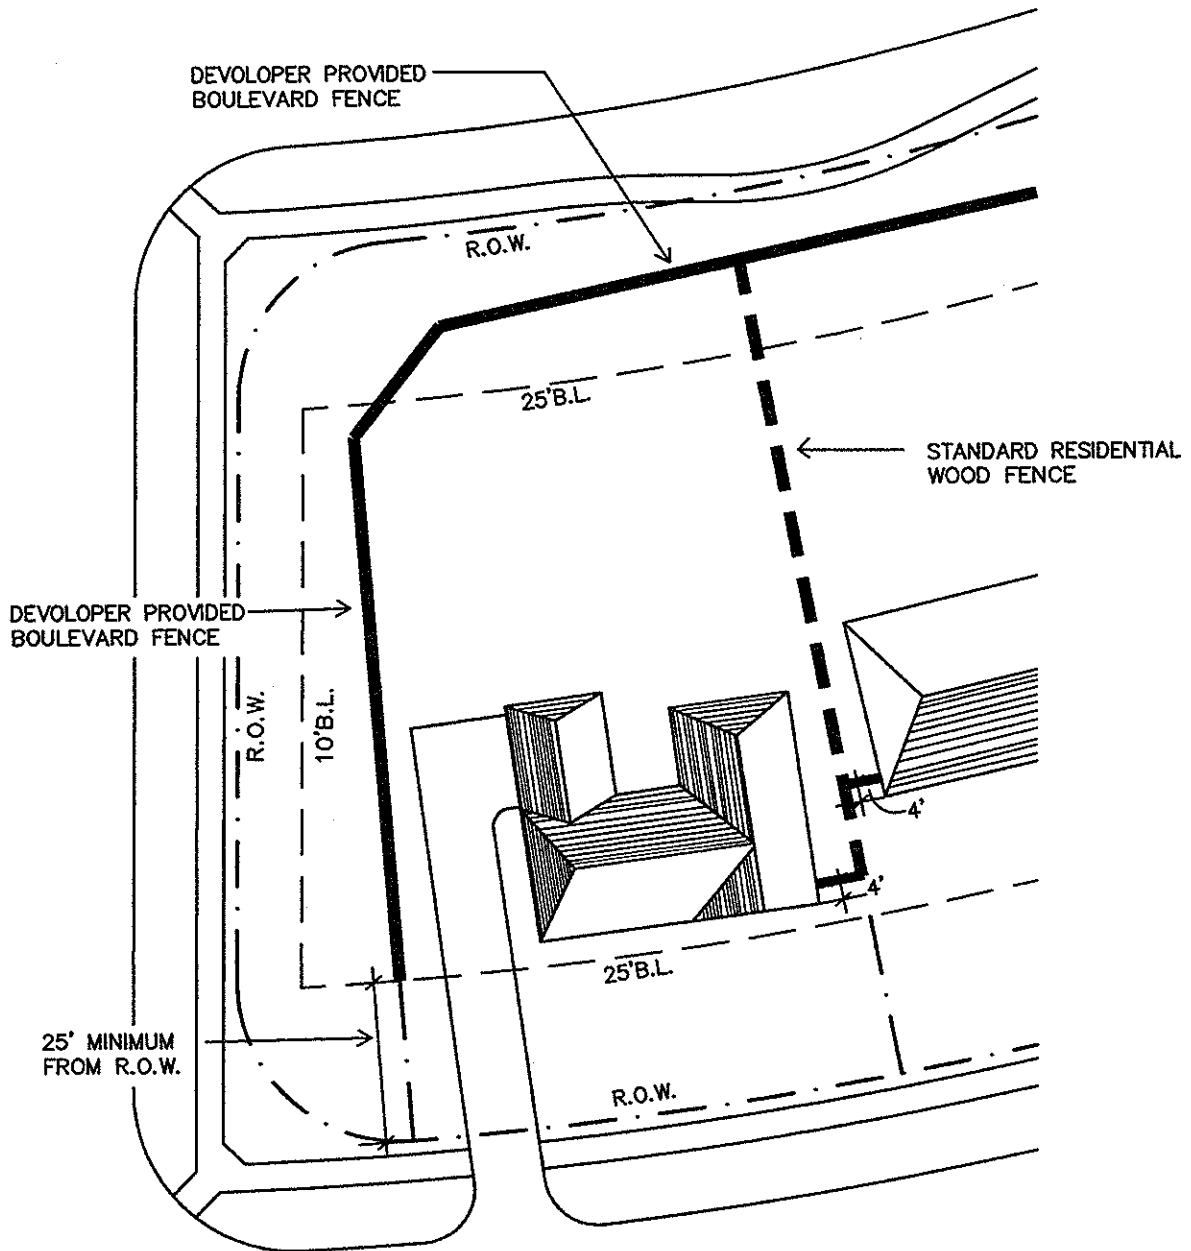 DEVOLOPER PROVIDED
BOULEVARD FENCE
R.O.W.
25'B.L.
STANDARD RESIDENTIAL
WOOD FENCE
DEVOLOPER PROVIDED
BOULEVARD FENCE
R.O.W.
10'B.L.
4'
4'
25'B.L.
25' MINIMUM
FROM R.O.W.
R.O.W.